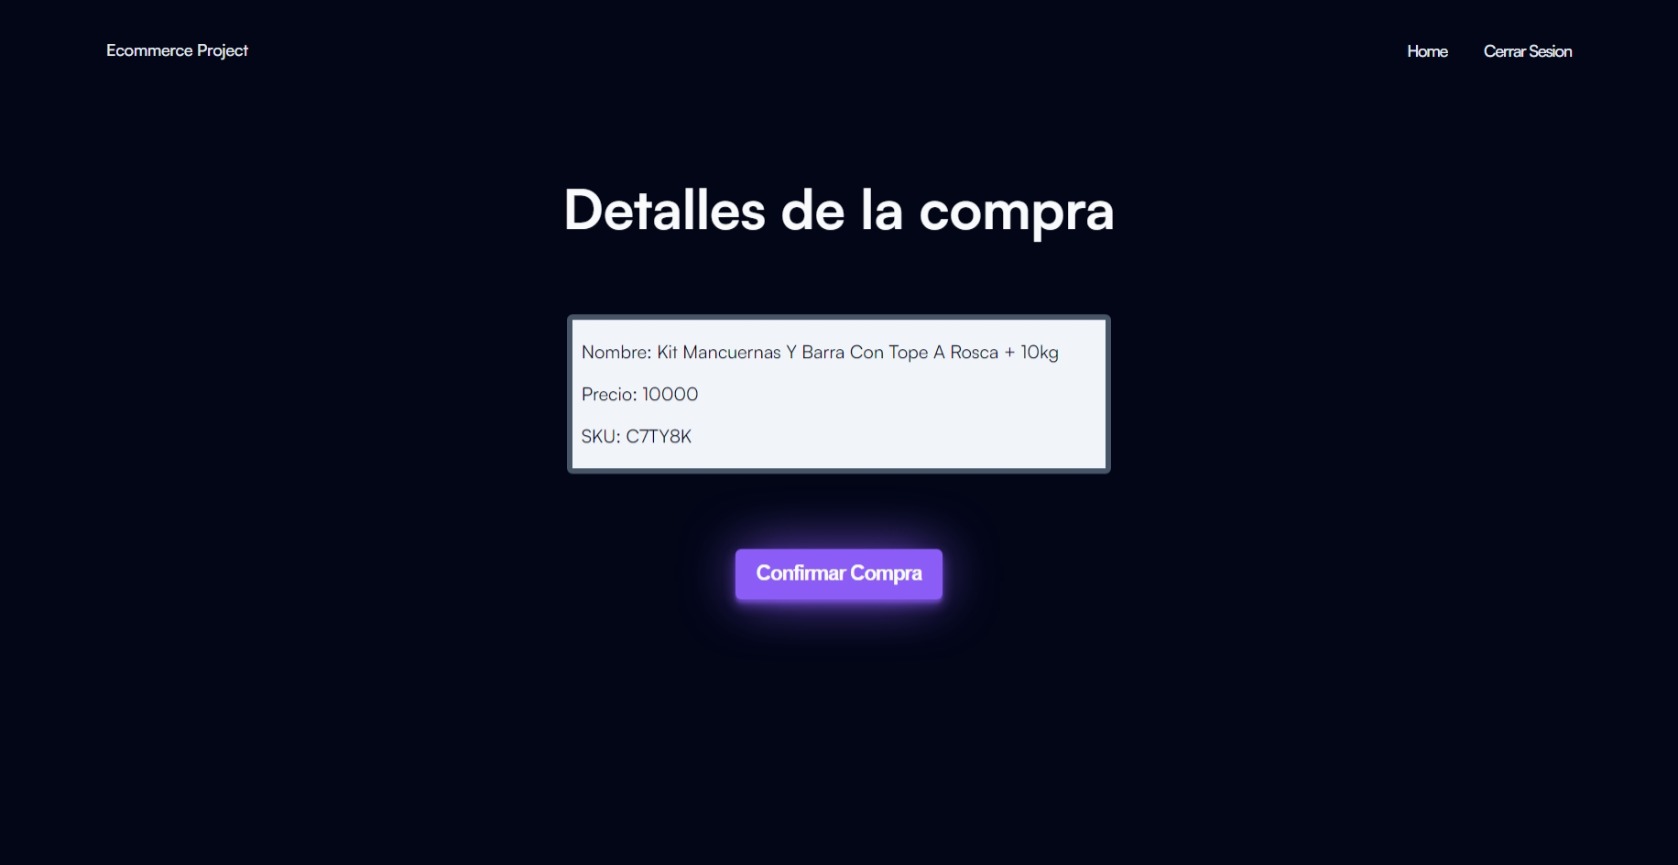 Ecommerce Project
Home
Cerrar Sesion
Detalles de la compra
Nombre: Kit Mancuernas Y Barra Con Tope A Rosca + 10kg
Precio: 10000
SKU: C7TY8K
Confirmar Compra